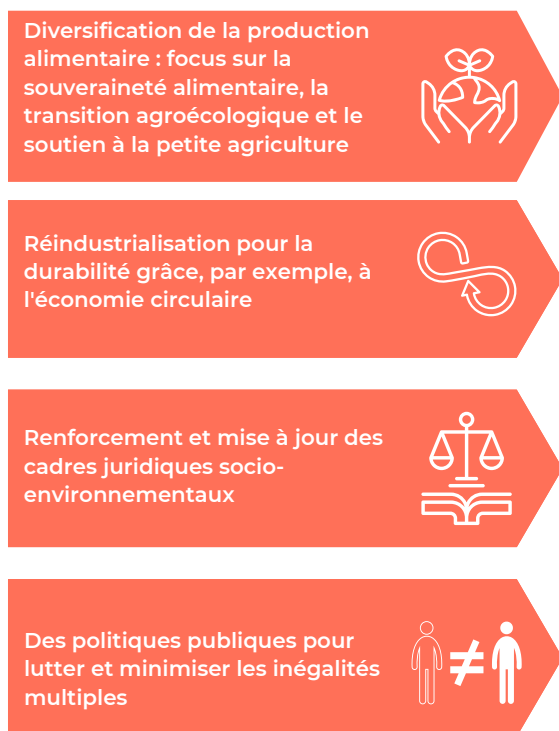 Diversification de la production
alimentaire : focus sur la
souveraineté alimentaire, la
transition agroécologique et le
soutien à la petite agriculture
Réindustrialisation pour la
durabilité grâce, par exemple, à
l'économie circulaire
Renforcement et mise à jour des
cadres juridiques socio-
environnementaux
Des politiques publiques pour
lutter et minimiser les inégalités
multiples